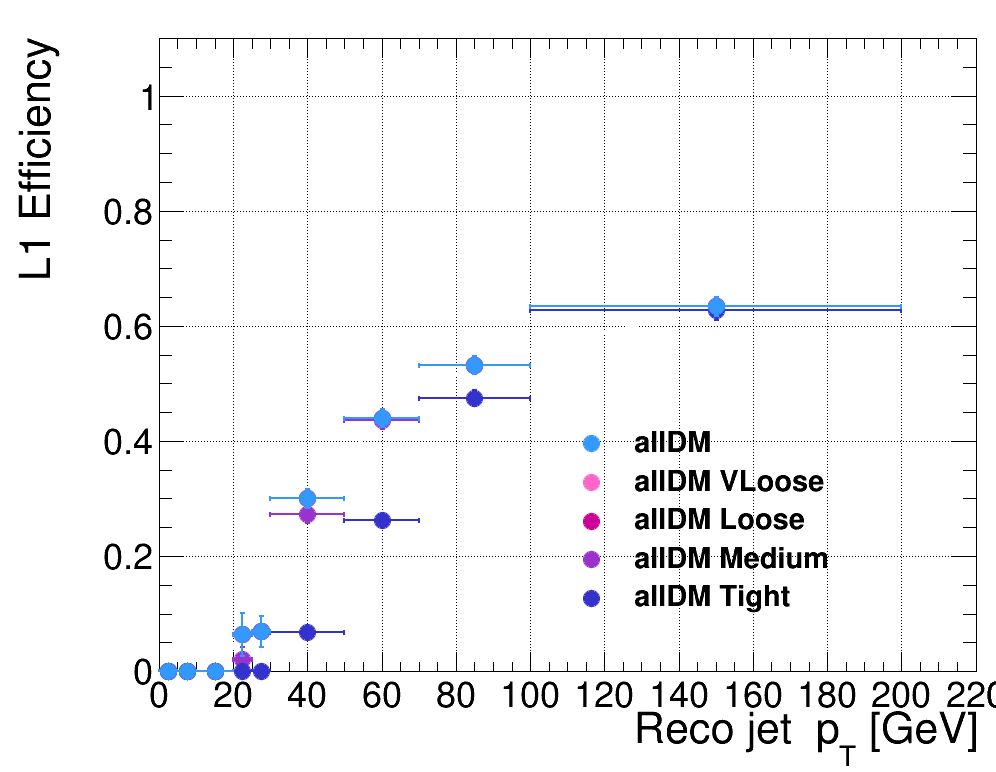 L1 Efficiency
1
0.8
0.6
0.4
0.2
0
allDM
allDM VLoose
allDM Loose
allDM Medium
allDM Tight
0 20 40 60 80 100 120 140 160 180 200 220
Reco jet p_T [GeV]